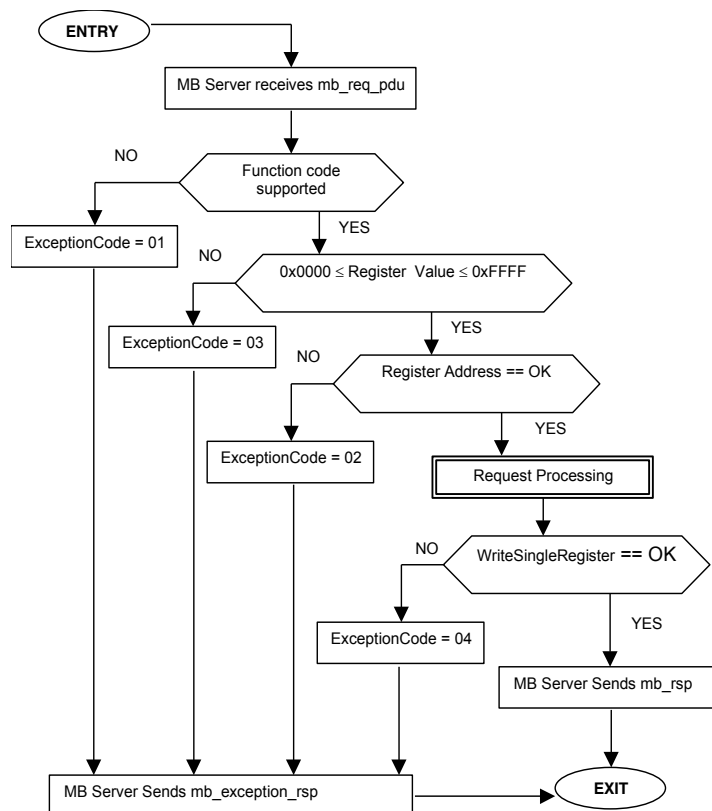 ENTRY
MB Server receives mb_req_pdu
NO
Function code
supported
YES
ExceptionCode = 01
NO
0x0000 ≤ Register Value ≤ 0xFFFF
YES
ExceptionCode = 03
NO
Register Address == OK
YES
ExceptionCode = 02
Request Processing
NO
WriteSingleRegister == OK
YES
ExceptionCode = 04
MB Server Sends mb_rsp
MB Server Sends mb_exception_rsp
EXIT